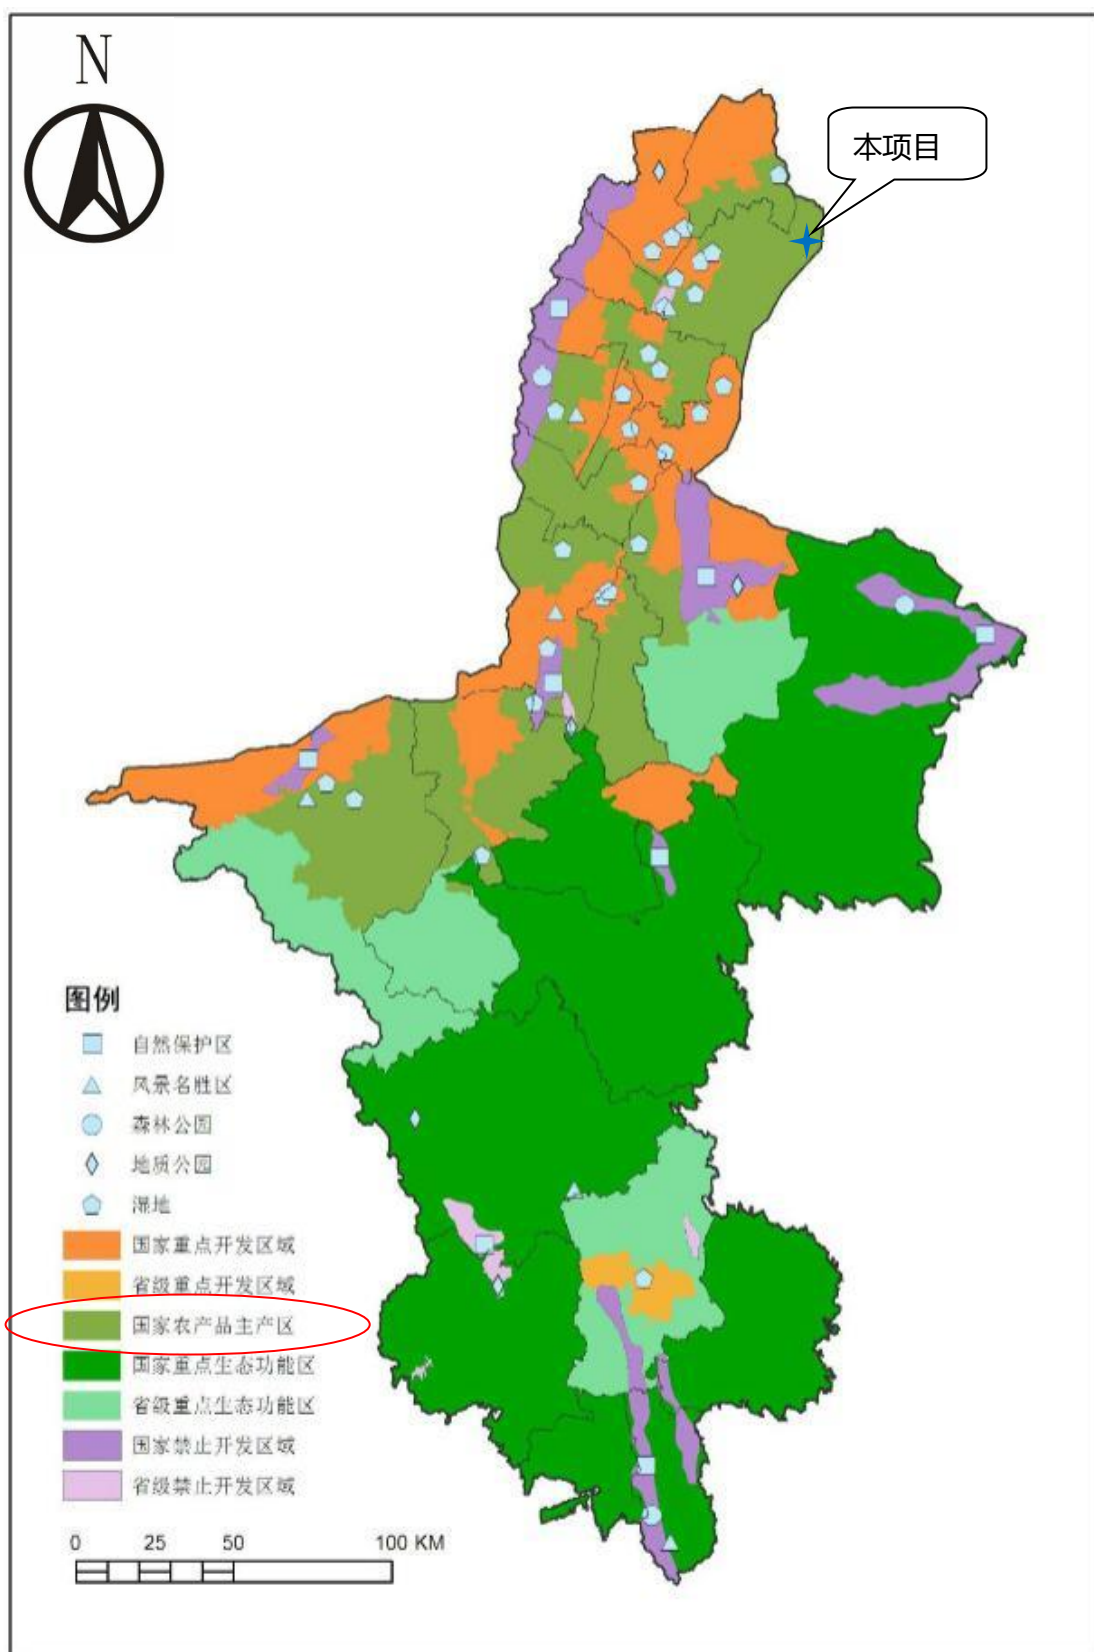 N
本项目
图例
自然保护区
风景名胜区
森林公园
地质公园
湿地
国家重点开发区域
省级重点开发区域
国家农产品主产区
国家重点生态功能区
省级重点生态功能区
国家禁止开发区域
省级禁止开发区域
0 25 50 100 KM